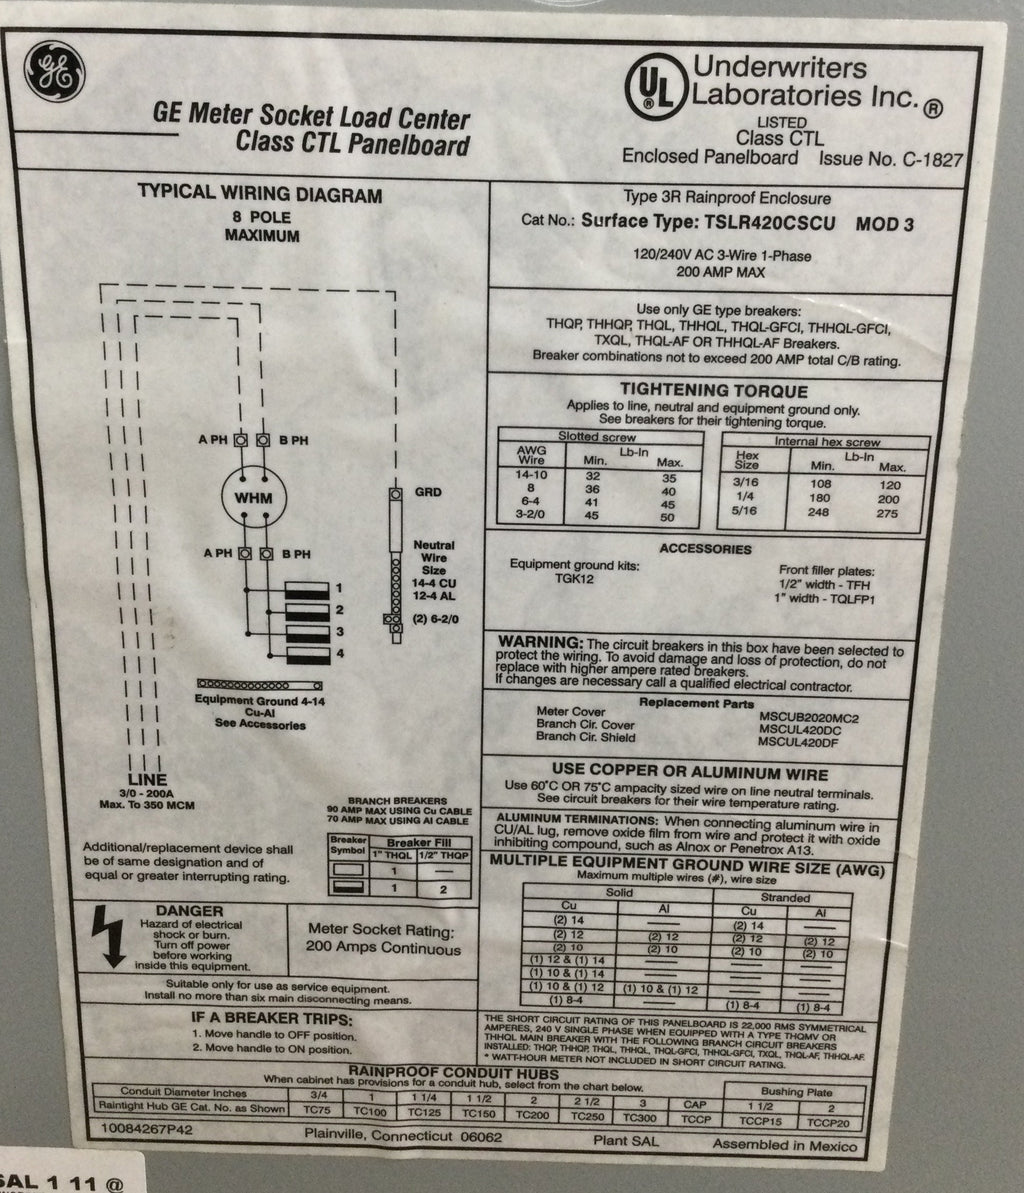 GE
GE Meter Socket Load Center
Class CTL Panelboard
UL ®
Underwriters
Laboratories Inc. ®
LISTED
Class CTL
Enclosed Panelboard Issue No. C-1827
TYPICAL WIRING DIAGRAM
8 POLE
MAXIMUM
A PH B PH
WHM
GRD
A PH B PH
Neutral
Wire
Size
14-4 CU
12-4 AL
(2) 6-2/0
1
2
3
4
Equipment Ground 4-14
Cu-Al
See Accessories
LINE
3/0 - 200A
Max. To 350 MCM
BRANCH BREAKERS
90 AMP MAX USING Cu CABLE
70 AMP MAX USING Al CABLE
Breaker Symbol Breaker Fill
1" THQL 1/2" THQP
1 —
1 2
Additional/replacement device shall
be of same designation and of
equal or greater interrupting rating.
DANGER
Hazard of electrical
shock or burn.
Turn off power
before working
inside this equipment.
Meter Socket Rating:
200 Amps Continuous
Suitable only for use as service equipment.
Install no more than six main disconnecting means.
IF A BREAKER TRIPS:
1. Move handle to OFF position.
2. Move handle to ON position.
Type 3R Rainproof Enclosure
Cat No.: Surface Type: TSLR420CSCU MOD 3
120/240V AC 3-Wire 1-Phase
200 AMP MAX
Use only GE type breakers:
THQP, THHQP, THQL, THHQL, THQL-GFCI, THHQL-GFCI,
TXQL, THQL-AF OR THHQL-AF Breakers.
Breaker combinations not to exceed 200 AMP total C/B rating.
TIGHTENING TORQUE
Applies to line, neutral and equipment ground only.
See breakers for their tightening torque.
Slotted screw
AWG Wire Lb-In
Min. Max.
14-10 32 35
8 36 40
6-4 41 45
3-2/0 45 50
Internal hex screw
Hex Size Lb-In
Min. Max.
3/16 108 120
1/4 180 200
5/16 248 275
ACCESSORIES
Equipment ground kits:
TGK12
Front filler plates:
1/2" width - TFH
1" width - TQLFP1
WARNING: The circuit breakers in this box have been selected to
protect the wiring. To avoid damage and loss of protection, do not
replace with higher ampere rated breakers.
If changes are necessary call a qualified electrical contractor.
Replacement Parts
Meter Cover MSCUB2020MC2
Branch Cir. Cover MSCUL420DC
Branch Cir. Shield MSCUL420DF
USE COPPER OR ALUMINUM WIRE
Use 60°C OR 75°C ampacity sized wire on line neutral terminals.
See circuit breakers for their wire temperature rating.
ALUMINUM TERMINATIONS: When connecting aluminum wire in
CU/AL lug, remove oxide film from wire and protect it with oxide
inhibiting compound, such as Alnox or Penetrox A13.
MULTIPLE EQUIPMENT GROUND WIRE SIZE (AWG)
Maximum multiple wires (#), wire size
Solid Stranded
Cu Al Cu Al
(2) 14 — (2) 14 —
(2) 12 (2) 12 (2) 12 (2) 12
(2) 10 (2) 10 (2) 10 (2) 10
(1) 12 & (1) 14 — — —
(1) 10 & (1) 14 — — —
(1) 10 & (1) 12 (1) 10 & (1) 12 — —
(1) 8-4 — (1) 8-4 (1) 8-4
THE SHORT CIRCUIT RATING OF THIS PANELBOARD IS 22,000 RMS SYMMETRICAL
AMPERES, 240 V SINGLE PHASE WHEN EQUIPPED WITH A TYPE THQMV OR
THHQL MAIN BREAKER WITH THE FOLLOWING BRANCH CIRCUIT BREAKERS
INSTALLED: THQP, THHQP, THQL, THHQL, THQL-GFCI, THHQL-GFCI, TXQL, THQL-AF, THHQL-AF.
* WATT-HOUR METER NOT INCLUDED IN SHORT CIRCUIT RATING.
RAINPROOF CONDUIT HUBS
When cabinet has provisions for a conduit hub, select from the chart below.
Conduit Diameter Inches 3/4 1 1 1/4 1 1/2 2 2 1/2 3 CAP Bushing Plate 1 1/2 2
Raintight Hub GE Cat. No. as Shown TC75 TC100 TC125 TC150 TC200 TC250 TC300 TCCP TCCP15 TCCP20
10084267P42 Plainville, Connecticut 06062 Plant SAL Assembled in Mexico
SAL 1 11 @